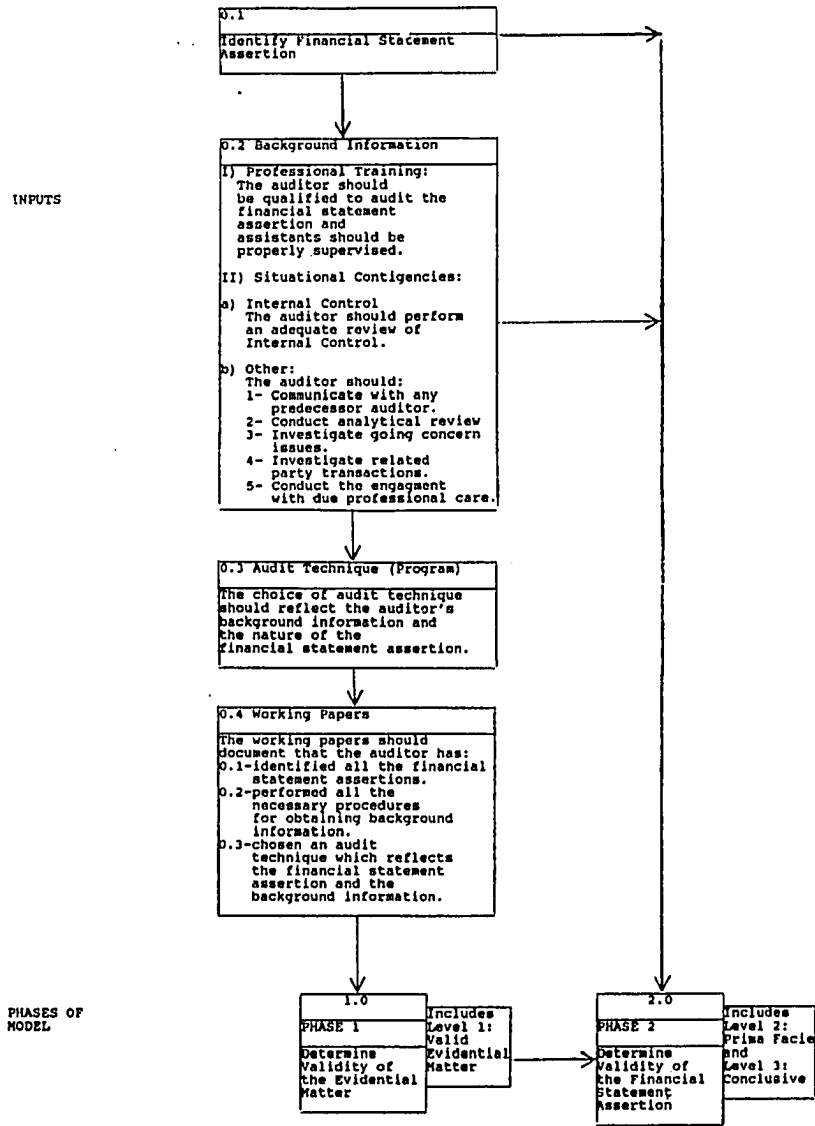 0.1
Identify Financial Statement
Assertion
INPUTS
0.2 Background Information
I) Professional Training:
The auditor should
be qualified to audit the
financial statement
assertion and
assistants should be
properly supervised.
II) Situational Contigencies:
a) Internal Control
The auditor should perform
an adequate review of
Internal Control.
b) Other:
The auditor should:
1- Communicate with any
predecessor auditor.
2- Conduct analytical review
3- Investigate going concern
issues.
4- Investigate related
party transactions.
5- Conduct the engagment
with due professional care.
0.3 Audit Technique (Program)
The choice of audit technique
should reflect the auditor's
background information and
the nature of the
financial statement assertion.
0.4 Working Papers
The working papers should
document that the auditor has:
0.1-identified all the financial
statement assertions.
0.2-performed all the
necessary procedures
for obtaining background
information.
0.3-chosen an audit
technique which reflects
the financial statement
assertion and the
background information.
PHASES OF
MODEL
1.0
PHASE 1
Determine
Validity of
the Evidential
Matter
Includes
Level 1:
Valid
Evidential
Matter
2.0
PHASE 2
Determine
Validity of
the Financial
Statement
Assertion
Includes
Level 2:
Prima Facie
and
Level 3:
Conclusive